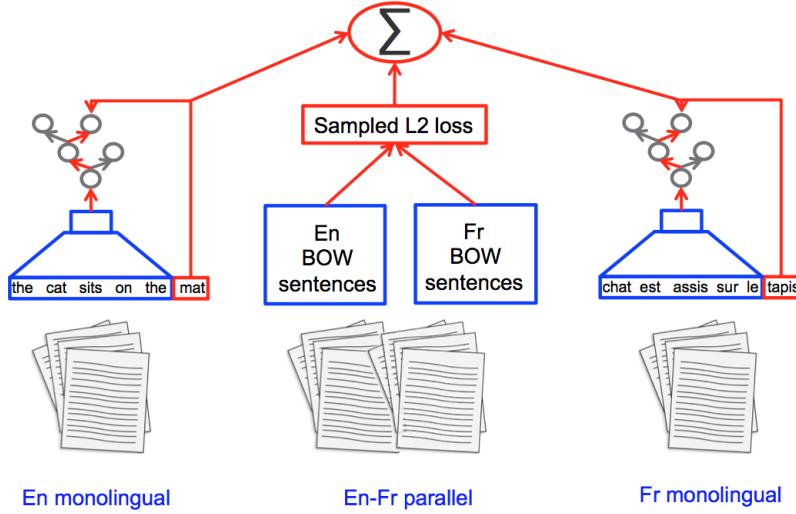 ∑
Sampled L2 loss
En
BOW
sentences
Fr
BOW
sentences
the cat sits on the mat
chat est assis sur le tapis
En monolingual
En-Fr parallel
Fr monolingual